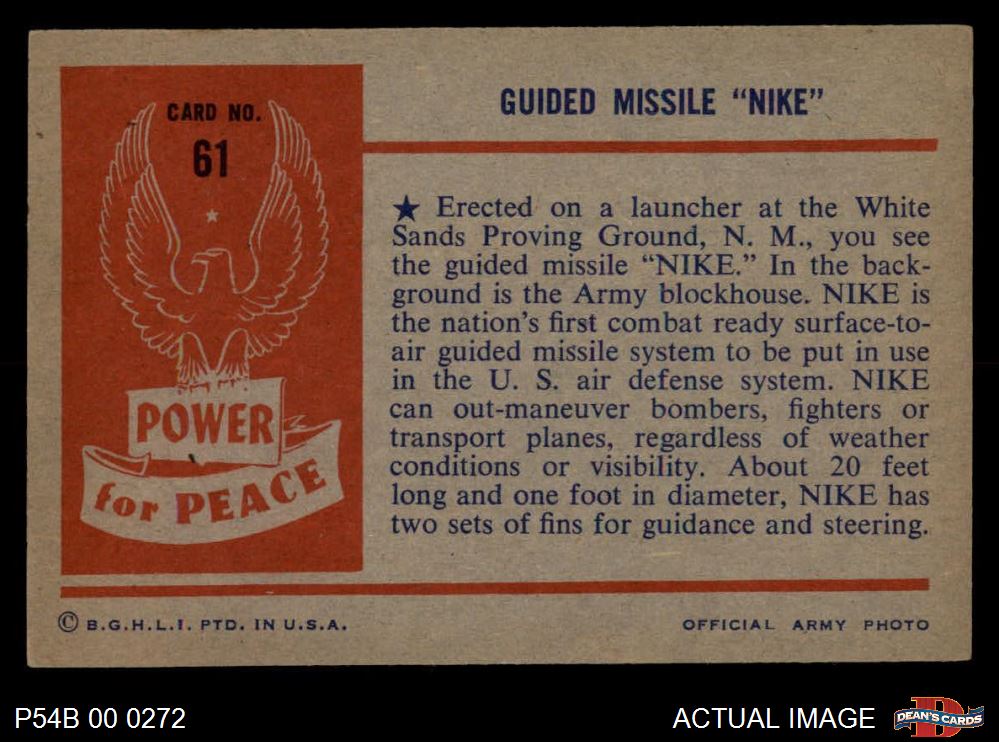 CARD NO.
61
POWER
for PEACE
GUIDED MISSILE “NIKE”
★ Erected on a launcher at the White
Sands Proving Ground, N. M., you see
the guided missile “NIKE.” In the back-
ground is the Army blockhouse. NIKE is
the nation’s first combat ready surface-to-
air guided missile system to be put in use
in the U. S. air defense system. NIKE
can out-maneuver bombers, fighters or
transport planes, regardless of weather
conditions or visibility. About 20 feet
long and one foot in diameter, NIKE has
two sets of fins for guidance and steering.
© B.G.H.L.I. PTD. IN U.S.A.
OFFICIAL ARMY PHOTO
P54B 00 0272
ACTUAL IMAGE
DEAN'S CARDS